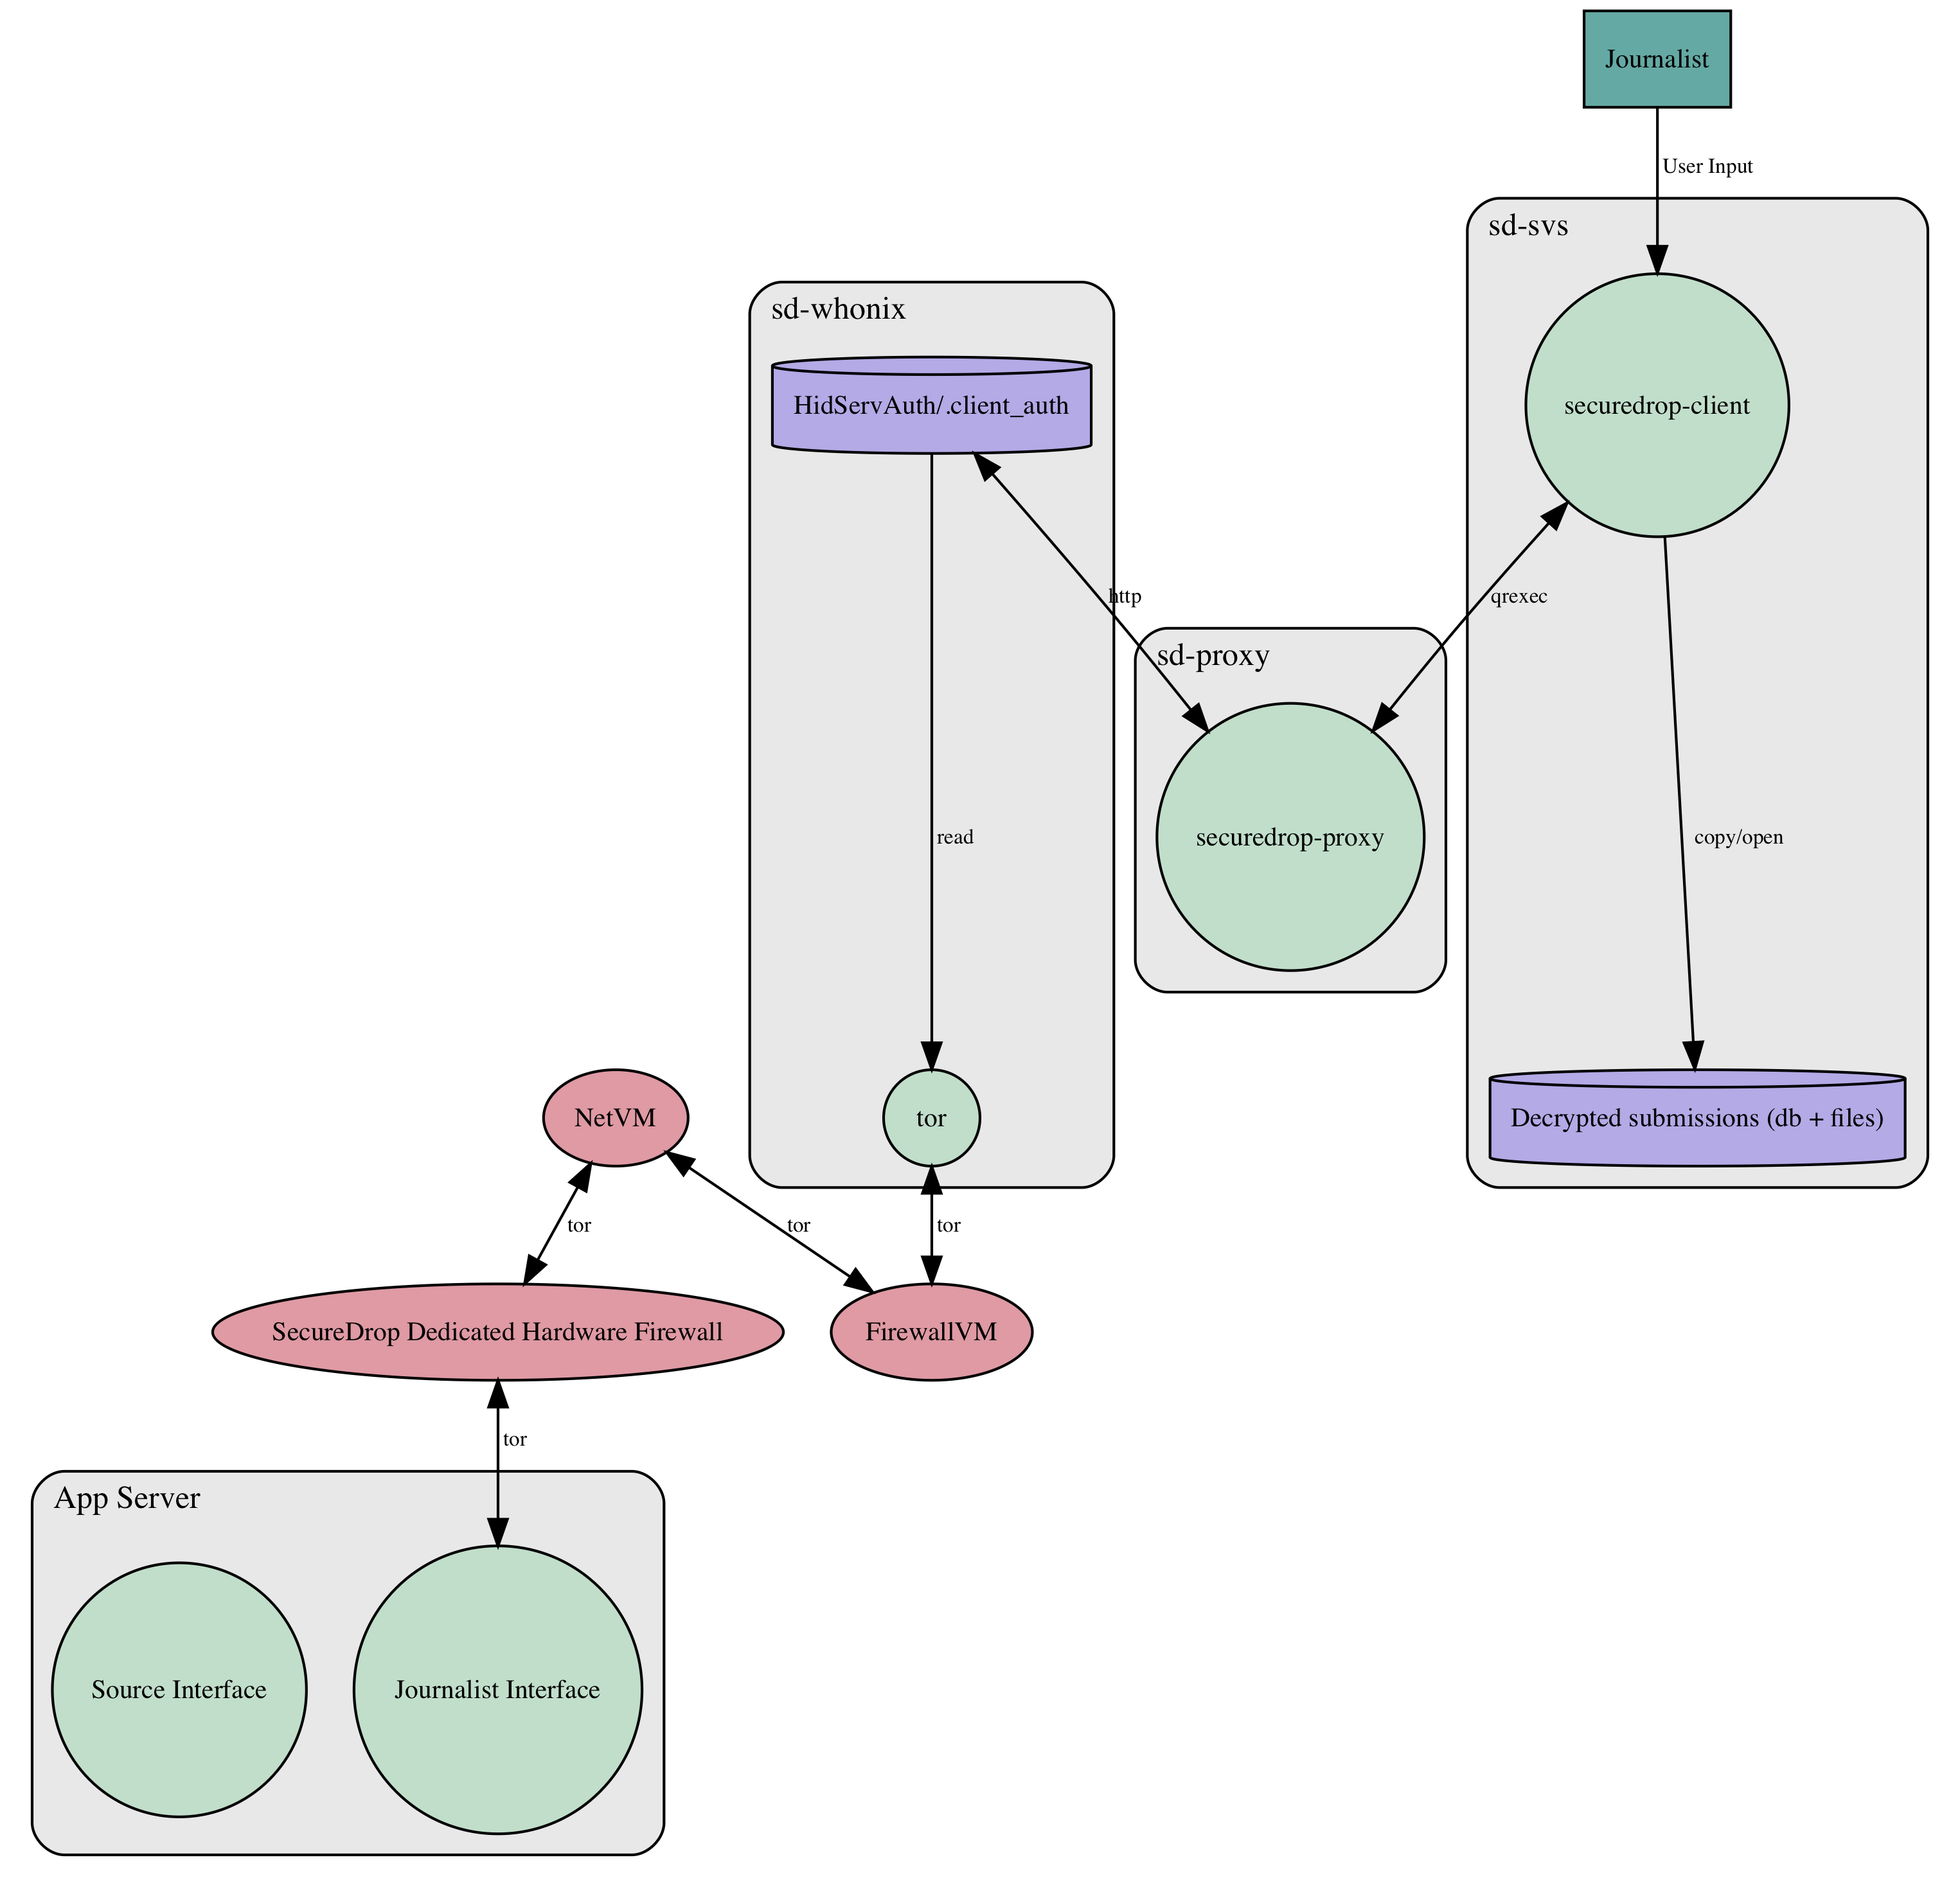 Journalist
User Input
sd-svs
sd-whonix
HidServAuth/.client_auth
securedrop-client
http
qrexec
sd-proxy
read
securedrop-proxy
copy/open
NetVM
tor
Decrypted submissions (db + files)
tor
tor
tor
SecureDrop Dedicated Hardware Firewall
FirewallVM
tor
App Server
Source Interface
Journalist Interface